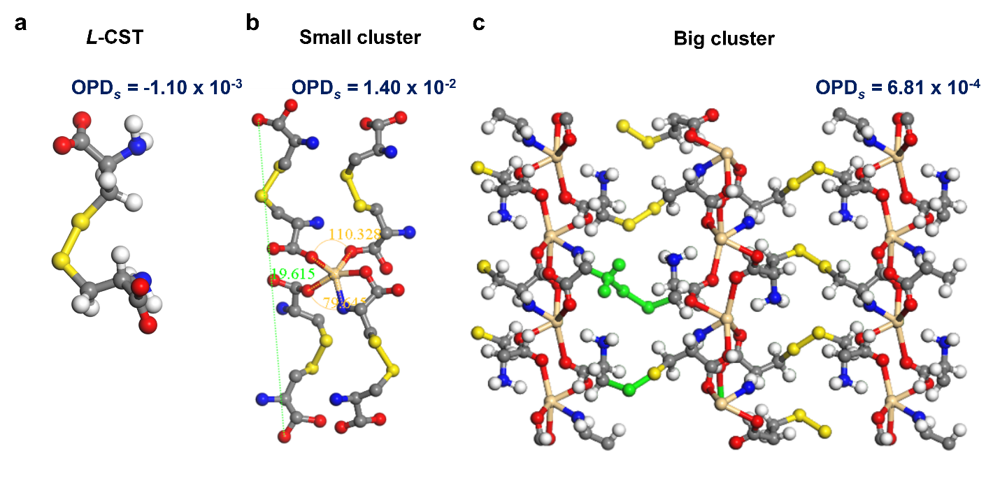 a
L-CST
OPDs = -1.10 x 10-3
b
Small cluster
OPDs = 1.40 x 10-2
110.328
19.615
79.645
c
Big cluster
OPDs = 6.81 x 10-4